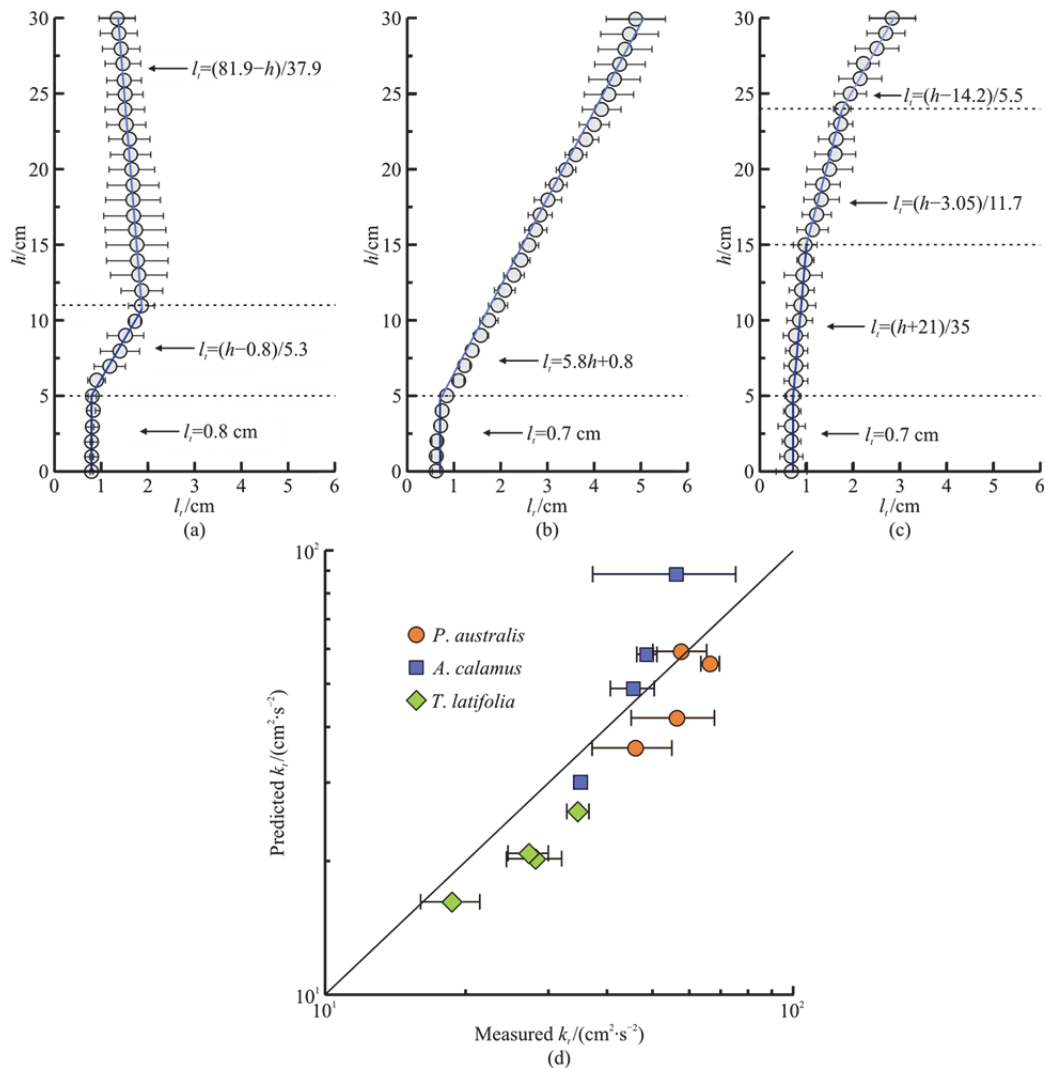 30
25
20
15
10
5
0
h/cm
lₜ=(81.9−h)/37.9
lₜ=(h−0.8)/5.3
lₜ=0.8 cm
0 1 2 3 4 5 6
lₜ/cm
(a)
30
25
20
15
10
5
0
h/cm
lₜ=5.8h+0.8
lₜ=0.7 cm
0 1 2 3 4 5 6
lₜ/cm
(b)
30
25
20
15
10
5
0
h/cm
lₜ=(h−14.2)/5.5
lₜ=(h−3.05)/11.7
lₜ=(h+21)/35
lₜ=0.7 cm
0 1 2 3 4 5 6
lₜ/cm
(c)
10²
Predicted kₜ/(cm²·s⁻²)
10¹
P. australis
A. calamus
T. latifolia
10¹ 10²
Measured kₜ/(cm²·s⁻²)
(d)